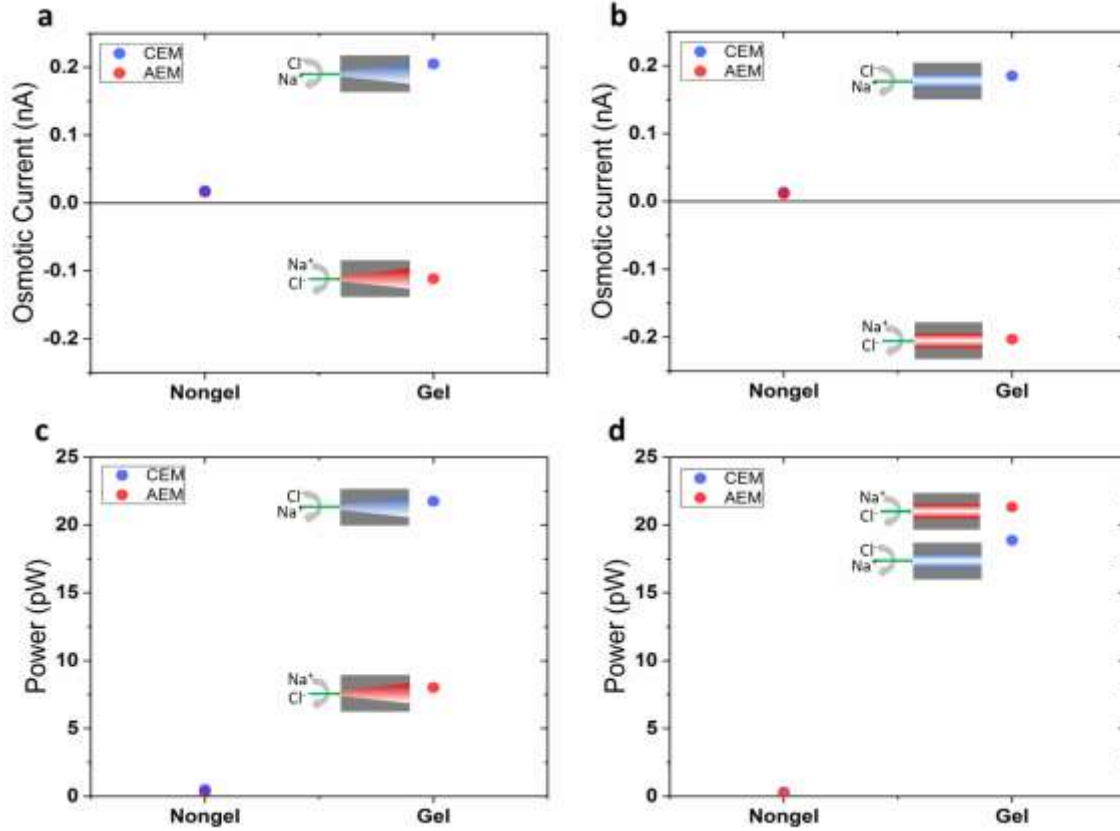 a
CEM
AEM
Osmotic Current (nA)
0.2
0.1
0.0
-0.1
-0.2
Cl⁻
Na⁺
Na⁺
Cl⁻
Nongel
Gel
b
CEM
AEM
Osmotic current (nA)
0.2
0.1
0.0
-0.1
-0.2
Cl⁻
Na⁺
Na⁺
Cl⁻
Nongel
Gel
c
CEM
AEM
Power (pW)
25
20
15
10
5
0
Cl⁻
Na⁺
Na⁺
Cl⁻
Nongel
Gel
d
CEM
AEM
Power (pW)
25
20
15
10
5
0
Na⁺
Cl⁻
Cl⁻
Na⁺
Nongel
Gel